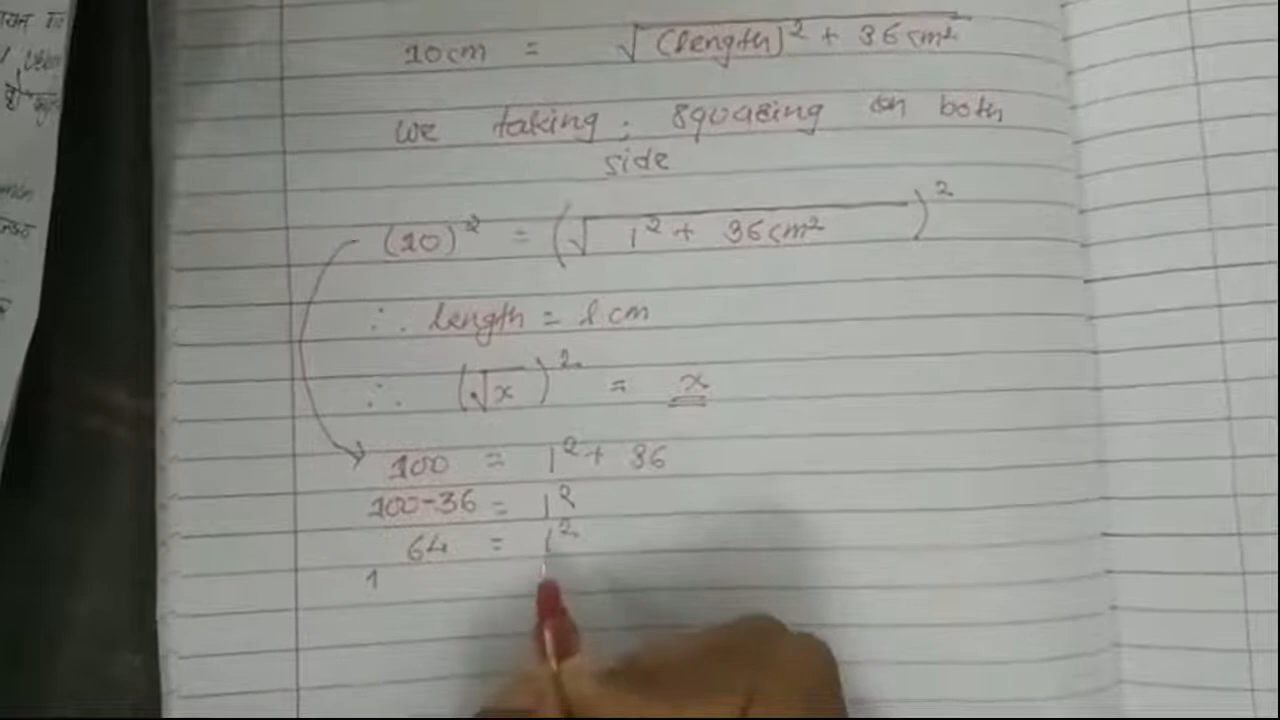 10cm = √(length)² + 36cm²
we taking. squaring on both
side
(10)² = (√l² + 36cm²)²
∴ length = l cm
∴ (√x)² = x
100 = l² + 36
100-36 = l²
64 = l²